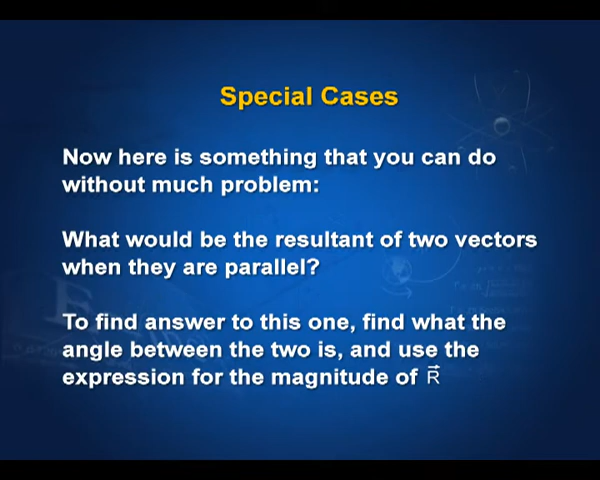 Special Cases
Now here is something that you can do
without much problem:
What would be the resultant of two vectors
when they are parallel?
To find answer to this one, find what the
angle between the two is, and use the
expression for the magnitude of R⃗